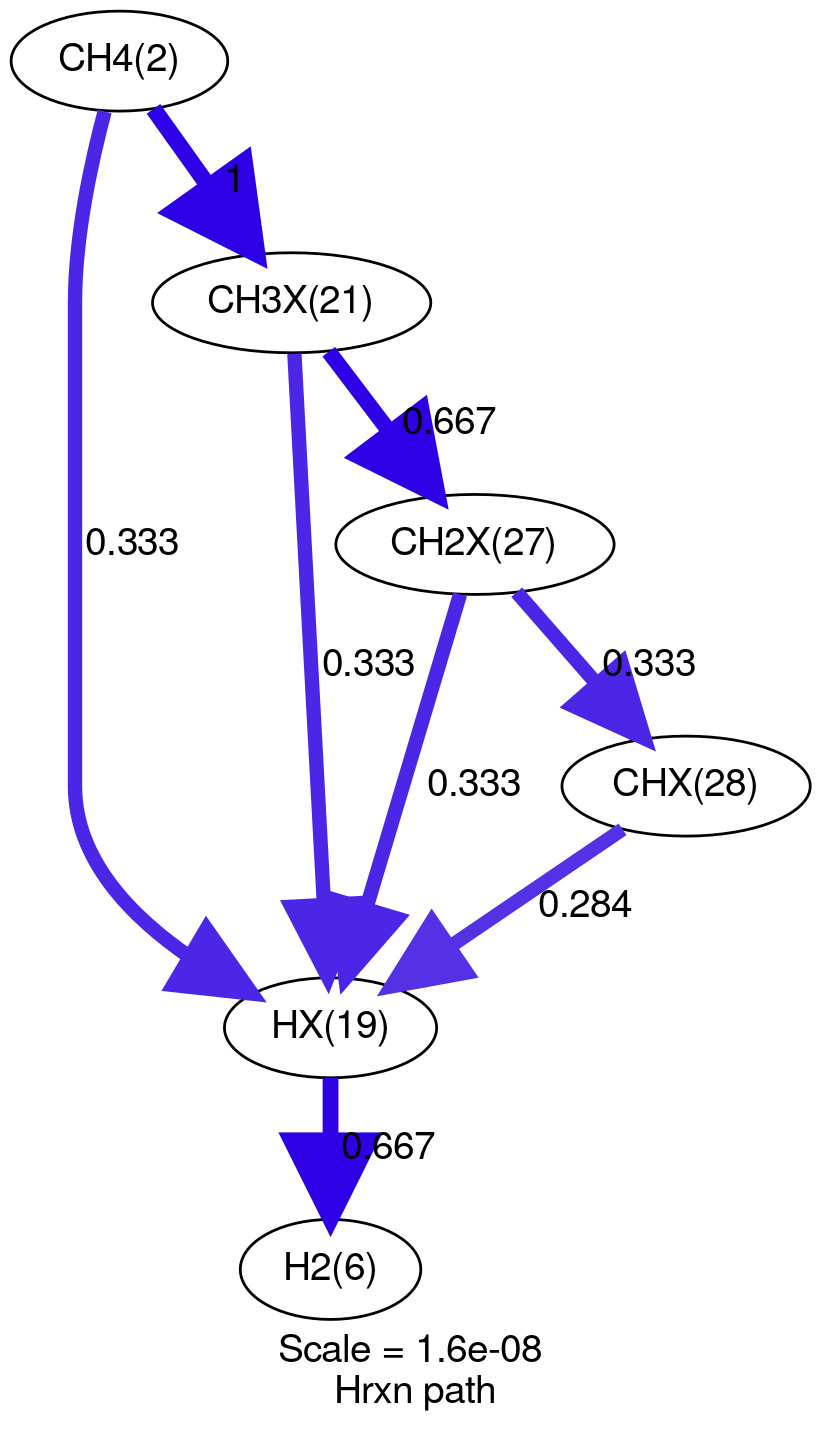 CH4(2)
1
CH3X(21)
0.667
0.333
CH2X(27)
0.333
0.333
0.333
CHX(28)
0.284
HX(19)
0.667
H2(6)
Scale = 1.6e-08
Hrxn path